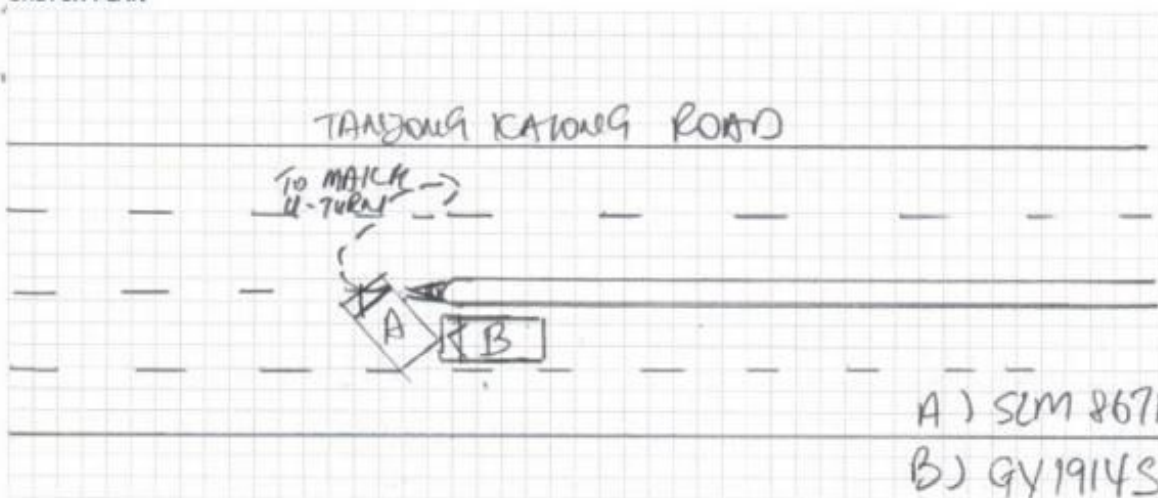 TANJONG KATONG ROAD
TO MAKE
U-TURN
A
B
A) SLM 867
B) GY1914S